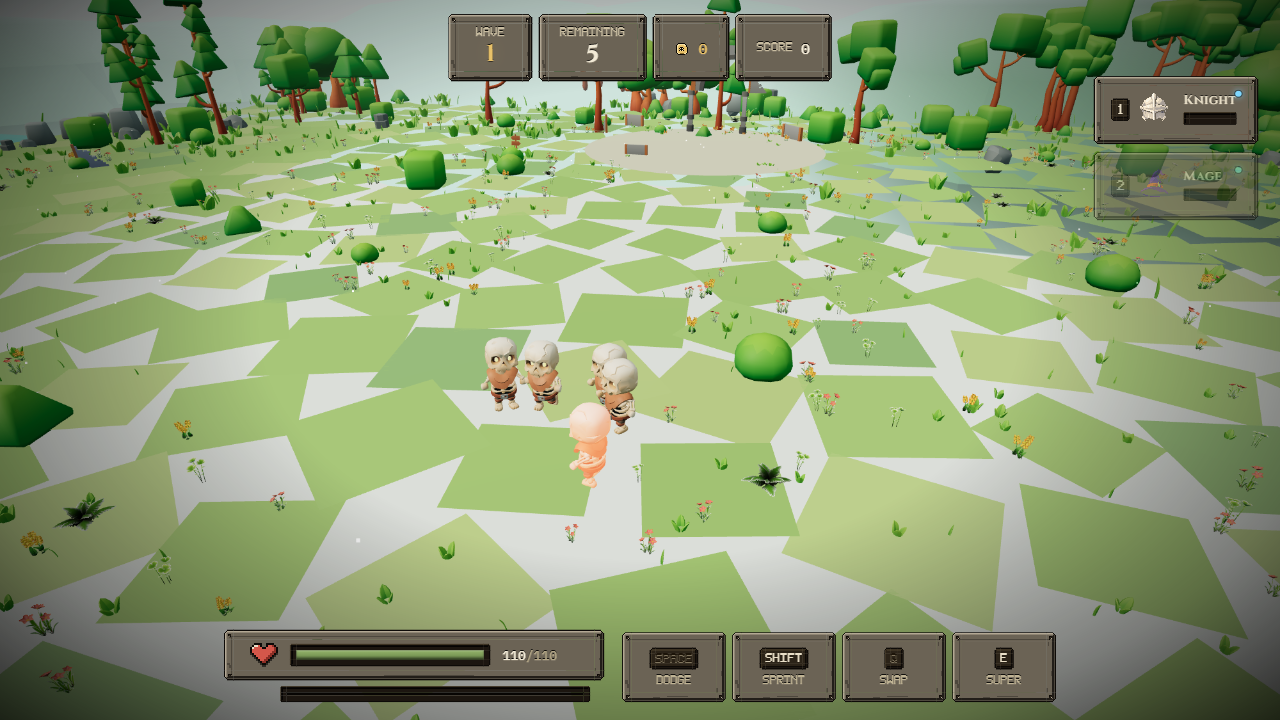 WAVE
1
REMAINING
5
0
SCORE 0
1
KNIGHT
2
MAGE
110/110
SPACE
DODGE
SHIFT
SPRINT
Q
SWAP
E
SUPER